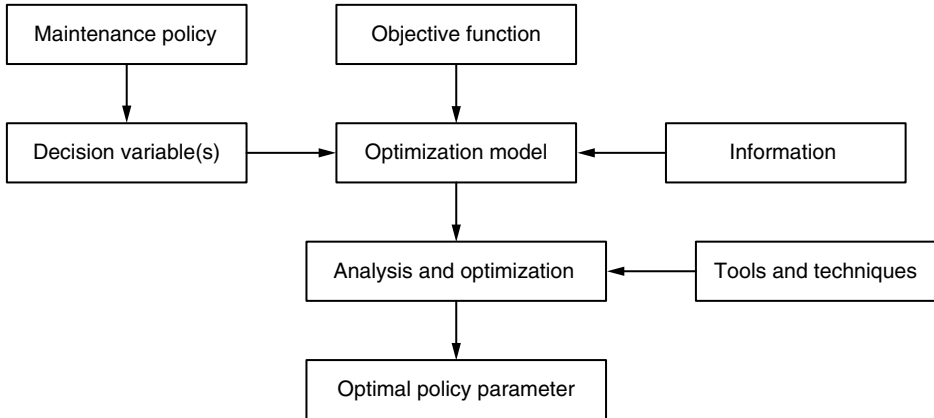 Maintenance policy
Objective function
Decision variable(s)
Optimization model
Information
Analysis and optimization
Tools and techniques
Optimal policy parameter